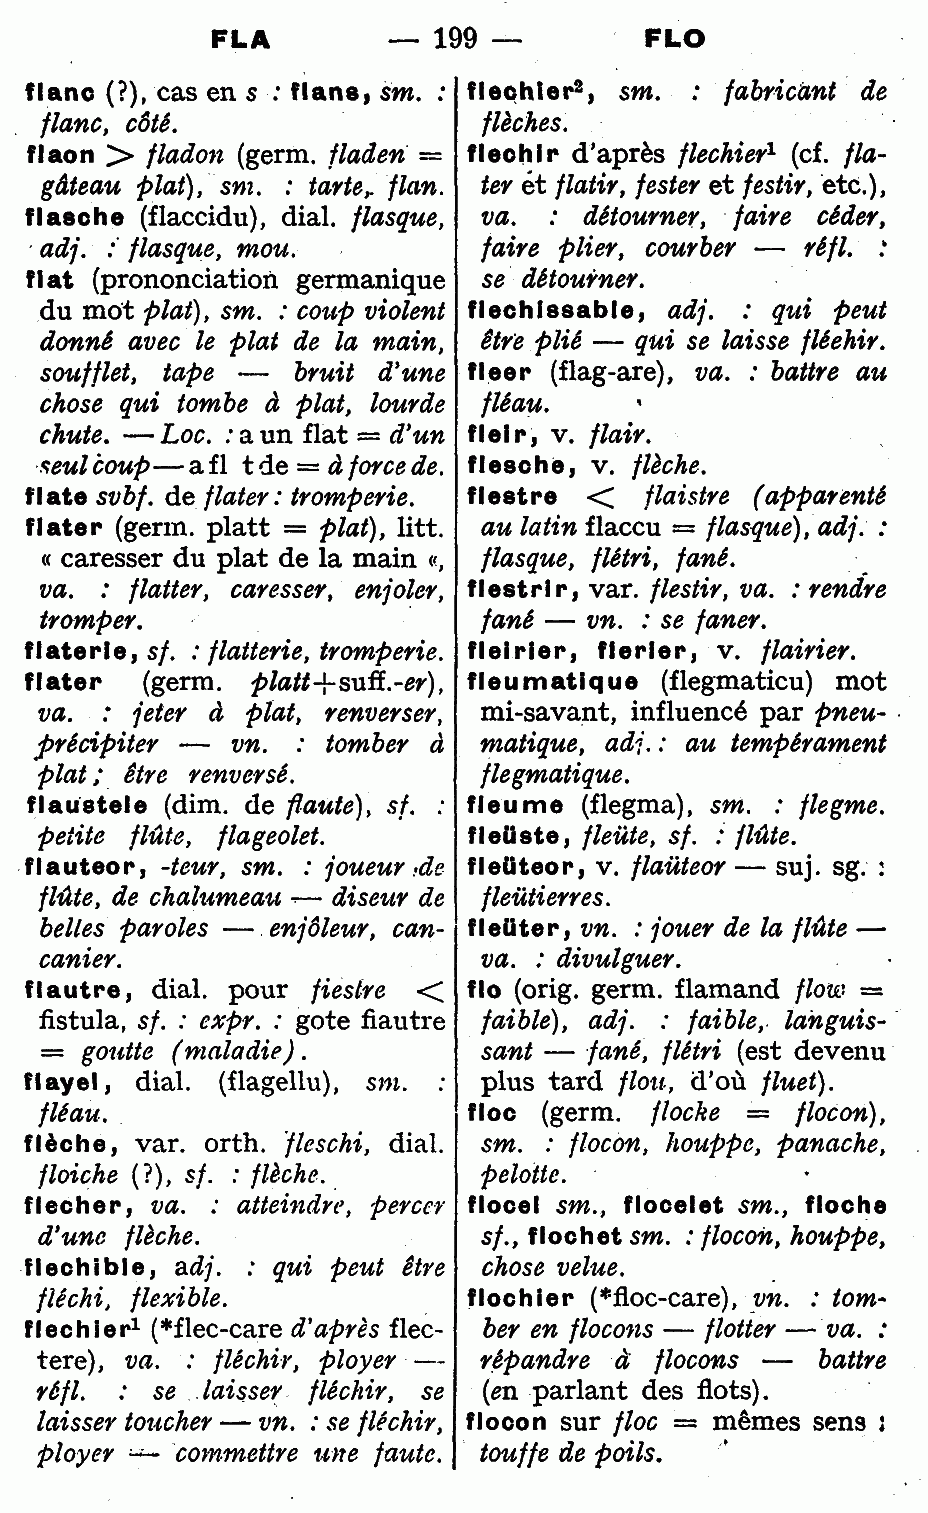 FLA — 199 — FLO
flanc (?), cas en s : flans, sm. :
flanc, côté.
flaon > fladon (germ. fladen =
gâteau plat), sm. : tarte, flan.
flasche (flaccidu), dial. flasque,
adj. : flasque, mou.
flat (prononciation germanique
du mot plat), sm. : coup violent
donné avec le plat de la main,
soufflet, tape — bruit d'une
chose qui tombe à plat, lourde
chute. — Loc. : a un flat = d'un
seul coup — a fl t de = à force de.
flate svbf. de flater : tromperie.
flater (germ. platt = plat), litt.
« caresser du plat de la main «,
va. : flatter, caresser, enjoler,
tromper.
flaterie, sf. : flatterie, tromperie.
flater (germ. platt+suff.-er),
va. : jeter à plat, renverser,
précipiter — vn. : tomber à
plat ; être renversé.
flaustele (dim. de flaute), sf. :
petite flûte, flageolet.
flauteor, -teur, sm. : joueur de
flûte, de chalumeau — diseur de
belles paroles — enjôleur, can-
canier.
flautre, dial. pour fiestre <
fistula, sf. : expr. : gote fiautre
= goutte (maladie).
flayel, dial. (flagellu), sm. :
fléau.
flèche, var. orth. fleschi, dial.
floiche (?), sf. : flèche.
flecher, va. : atteindre, percer
d'une flèche.
flechible, adj. : qui peut être
fléchi, flexible.
flechier¹ (*flec-care d'après flec-
tere), va. : fléchir, ployer —
réfl. : se laisser fléchir, se
laisser toucher — vn. : se fléchir,
ployer — commettre une faute.
flechier², sm. : fabricant de
flèches.
flechir d'après flechier¹ (cf. fla-
ter et flatir, fester et festir, etc.),
va. : détourner, faire céder,
faire plier, courber — réfl. :
se détourner.
flechissable, adj. : qui peut
être plié — qui se laisse fléehir.
fleer (flag-are), va. : battre au
fléau.
fleir, v. flair.
flesche, v. flèche.
flestre < flaistre (apparenté
au latin flaccu = flasque), adj. :
flasque, flétri, fané.
flestrir, var. flestir, va. : rendre
fané — vn. : se faner.
fleirier, flerier, v. flairier.
fleumatique (flegmaticu) mot
mi-savant, influencé par pneu-
matique, adj. : au tempérament
flegmatique.
fleume (flegma), sm. : flegme.
fleüste, fleüte, sf. : flûte.
fleüteor, v. flaüteor — suj. sg. :
fleütierres.
fleüter, vn. : jouer de la flûte —
va. : divulguer.
flo (orig. germ. flamand flow =
faible), adj. : faible, languis-
sant — fané, flétri (est devenu
plus tard flou, d'où fluet).
floc (germ. flocke = flocon),
sm. : flocon, houppe, panache,
pelotte.
flocel sm., flocelet sm., floche
sf., flochet sm. : flocon, houppe,
chose velue.
flochier (*floc-care), vn. : tom-
ber en flocons — flotter — va. :
répandre à flocons — battre
(en parlant des flots).
flocon sur floc = mêmes sens :
touffe de poils.